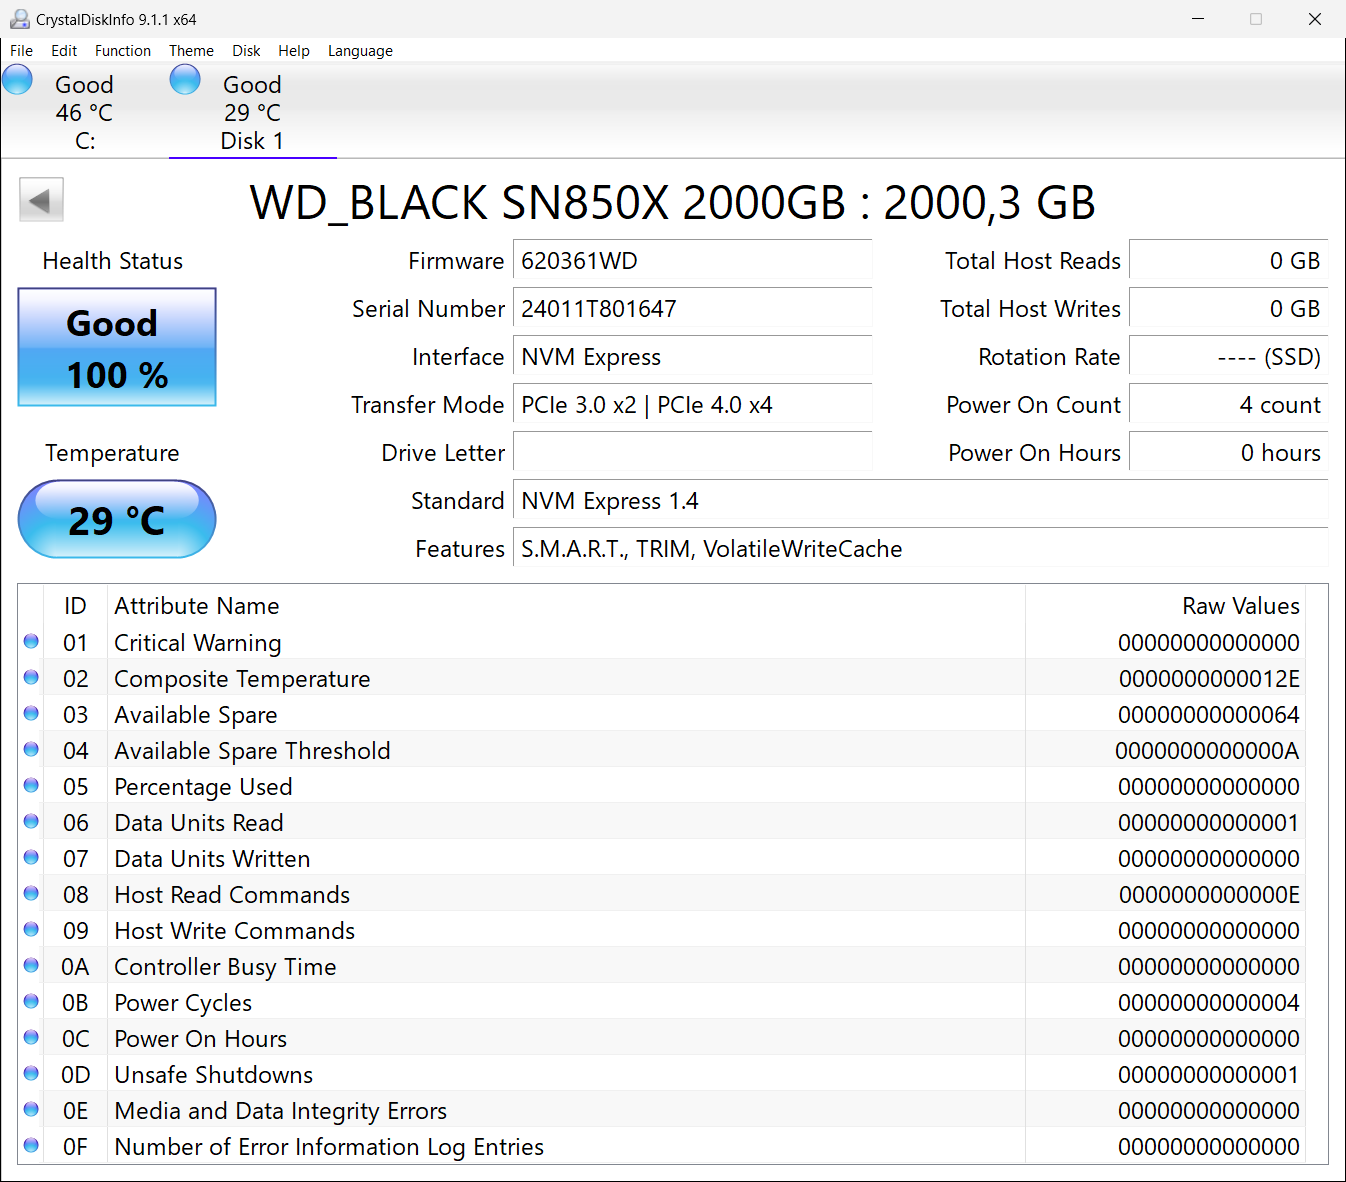 CrystalDiskInfo 9.1.1 x64
File Edit Function Theme Disk Help Language
Good Good
46 °C 29 °C
C: Disk 1
WD_BLACK SN850X 2000GB : 2000,3 GB
Health Status Firmware 620361WD Total Host Reads 0 GB
Good Serial Number 24011T801647 Total Host Writes 0 GB
100 % Interface NVM Express Rotation Rate ---- (SSD)
Transfer Mode PCIe 3.0 x2 | PCIe 4.0 x4 Power On Count 4 count
Temperature Drive Letter Power On Hours 0 hours
29 °C Standard NVM Express 1.4
Features S.M.A.R.T., TRIM, VolatileWriteCache
ID Attribute Name Raw Values
01 Critical Warning 00000000000000
02 Composite Temperature 0000000000012E
03 Available Spare 00000000000064
04 Available Spare Threshold 0000000000000A
05 Percentage Used 00000000000000
06 Data Units Read 00000000000001
07 Data Units Written 00000000000000
08 Host Read Commands 0000000000000E
09 Host Write Commands 00000000000000
0A Controller Busy Time 00000000000000
0B Power Cycles 00000000000004
0C Power On Hours 00000000000000
0D Unsafe Shutdowns 00000000000001
0E Media and Data Integrity Errors 00000000000000
0F Number of Error Information Log Entries 00000000000000